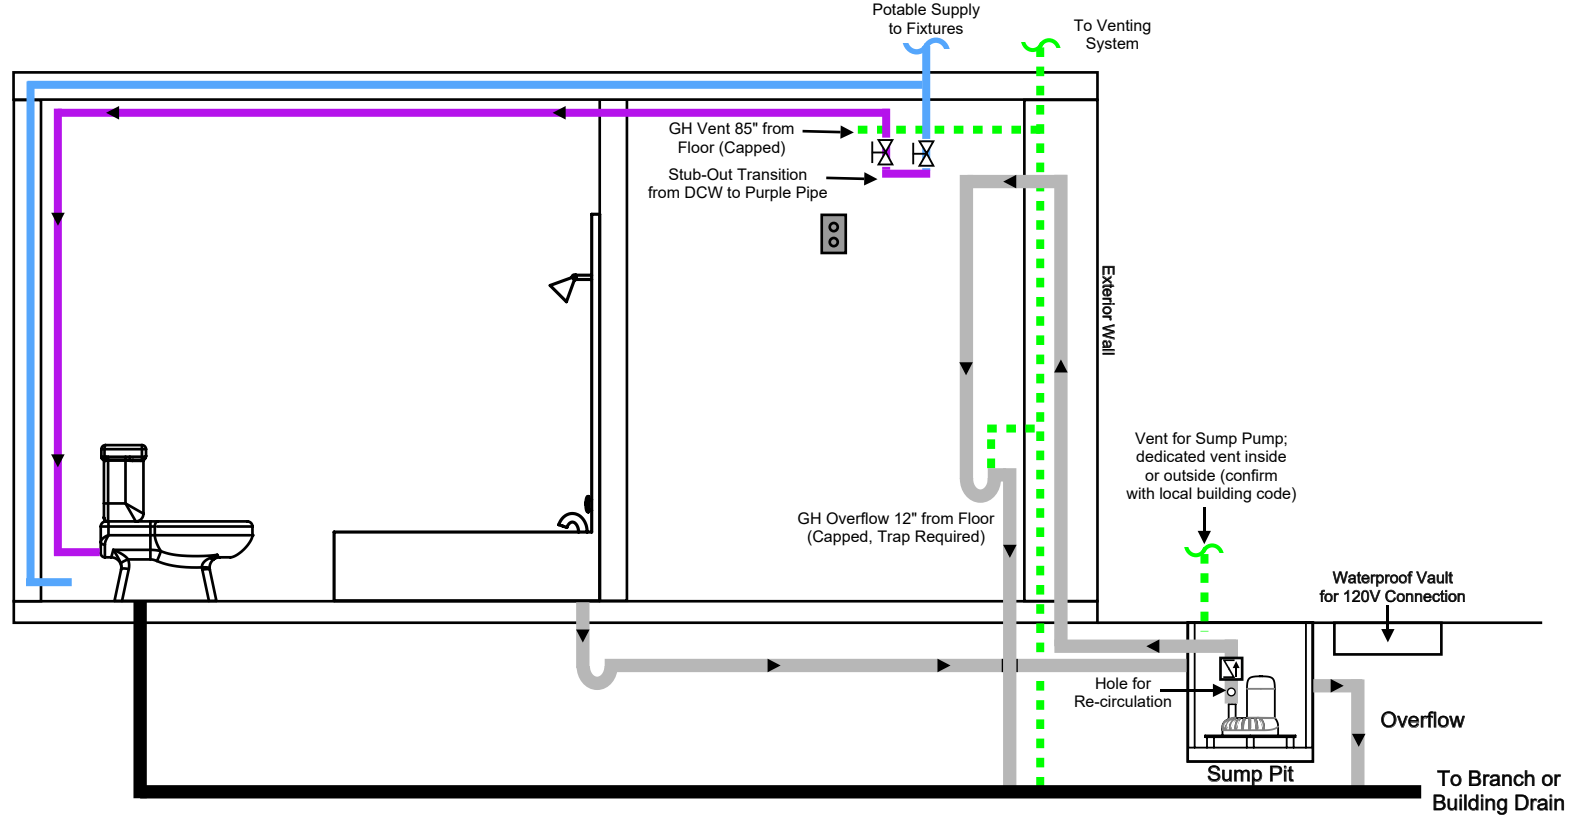 Potable Supply
to Fixtures
To Venting
System
GH Vent 85" from
Floor (Capped)
Stub-Out Transition
from DCW to Purple Pipe
Exterior Wall
Vent for Sump Pump;
dedicated vent inside
or outside (confirm
with local building code)
GH Overflow 12" from Floor
(Capped, Trap Required)
Waterproof Vault
for 120V Connection
Hole for
Re-circulation
Overflow
Sump Pit
To Branch or
Building Drain